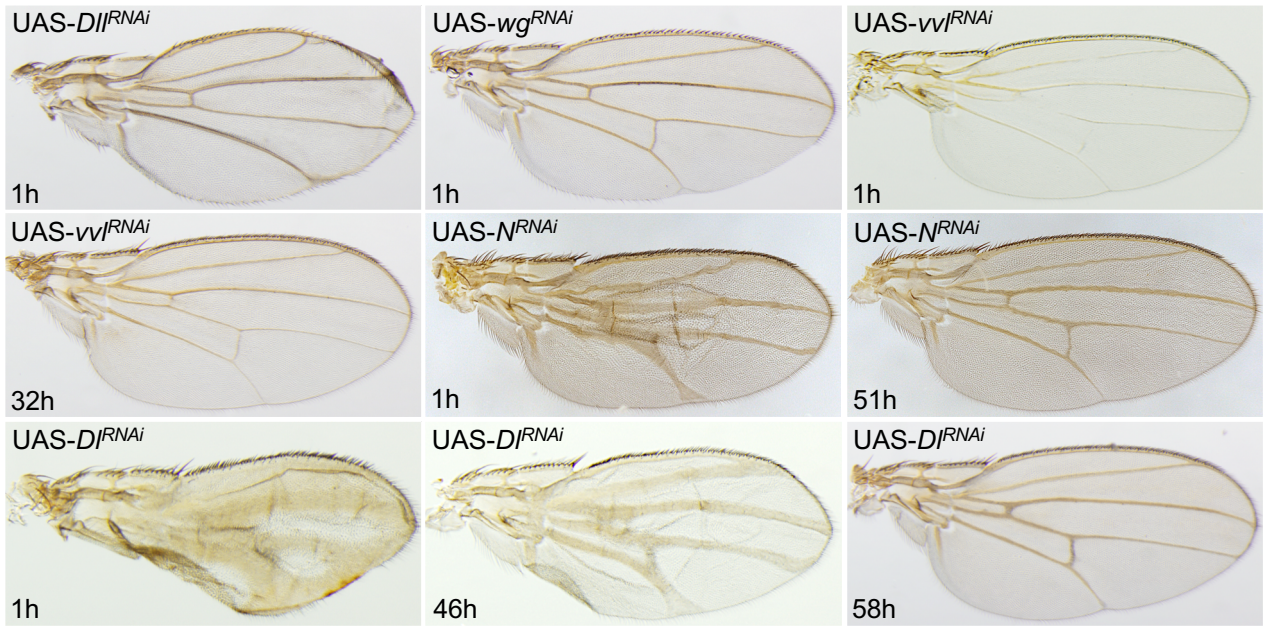 UAS-Dll^RNAi
1h
UAS-wg^RNAi
1h
UAS-vvl^RNAi
1h
UAS-vvl^RNAi
32h
UAS-N^RNAi
1h
UAS-N^RNAi
51h
UAS-Dl^RNAi
1h
UAS-Dl^RNAi
46h
UAS-Dl^RNAi
58h